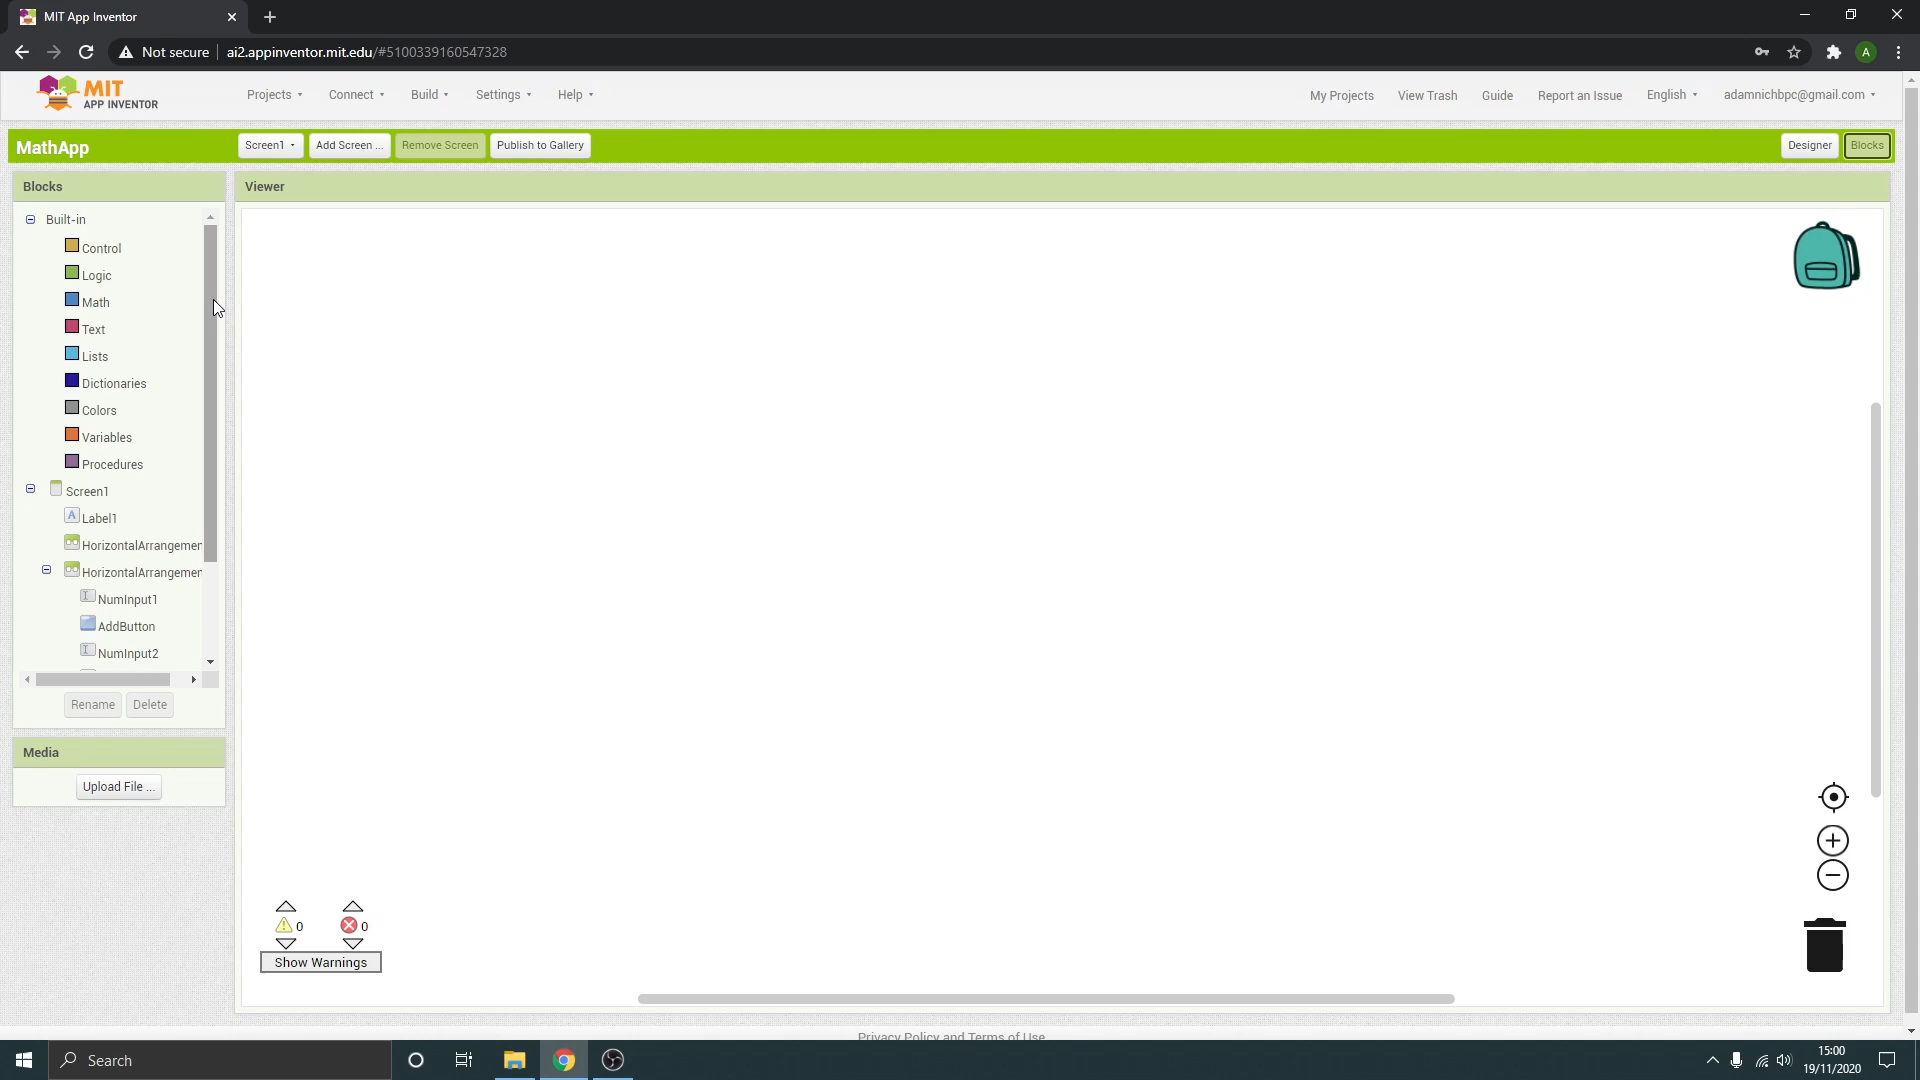 MIT App Inventor
Not secure ai2.appinventor.mit.edu/#5100339160547328
A
MIT
APP INVENTOR
Projects Connect Build Settings Help My Projects View Trash Guide Report an Issue English adamnichbpc@gmail.com
MathApp Screen1 Add Screen ... Remove Screen Publish to Gallery Designer Blocks
Blocks
Viewer
Built-in
Control
Logic
Math
Text
Lists
Dictionaries
Colors
Variables
Procedures
Screen1
A Label1
HorizontalArrangemen
HorizontalArrangemen
NumInput1
AddButton
NumInput2
Rename Delete
Media
Upload File ...
0 0
Show Warnings
Privacy Policy and Terms of Use
Search
15:00
19/11/2020